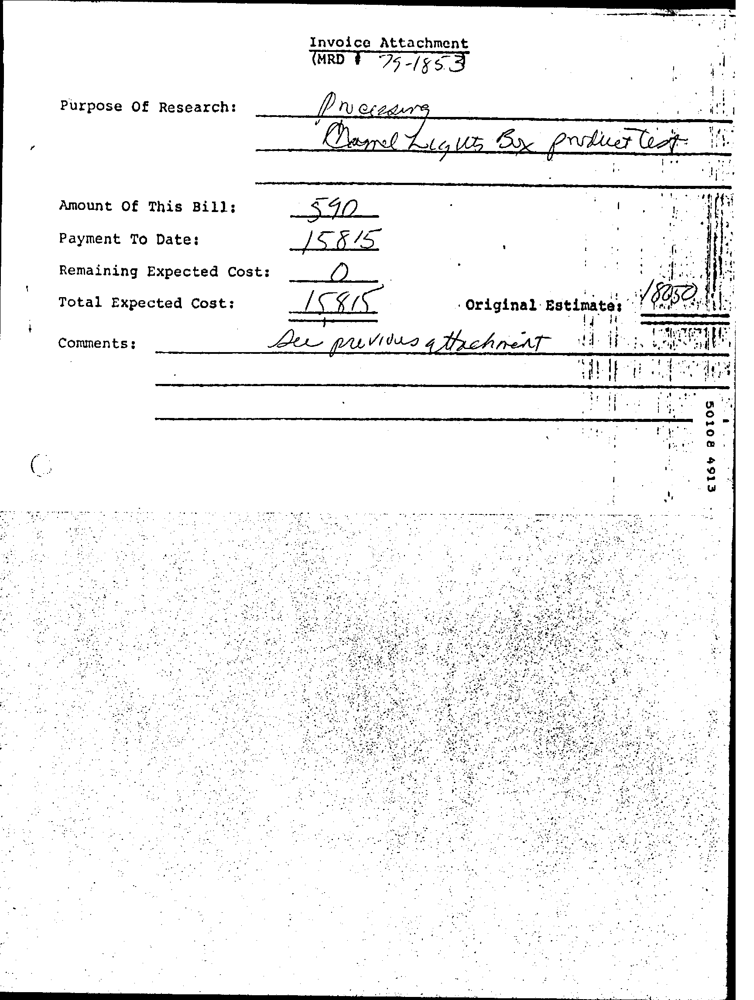 Invoice Attachment
(MRD # 79-1853
Purpose Of Research: Processing
Camel Lights Box product test
Amount Of This Bill: 590
Payment To Date: 15815
Remaining Expected Cost: 0
Total Expected Cost: 15815 Original Estimate: 18050
Comments: See previous attachment
50108 4913